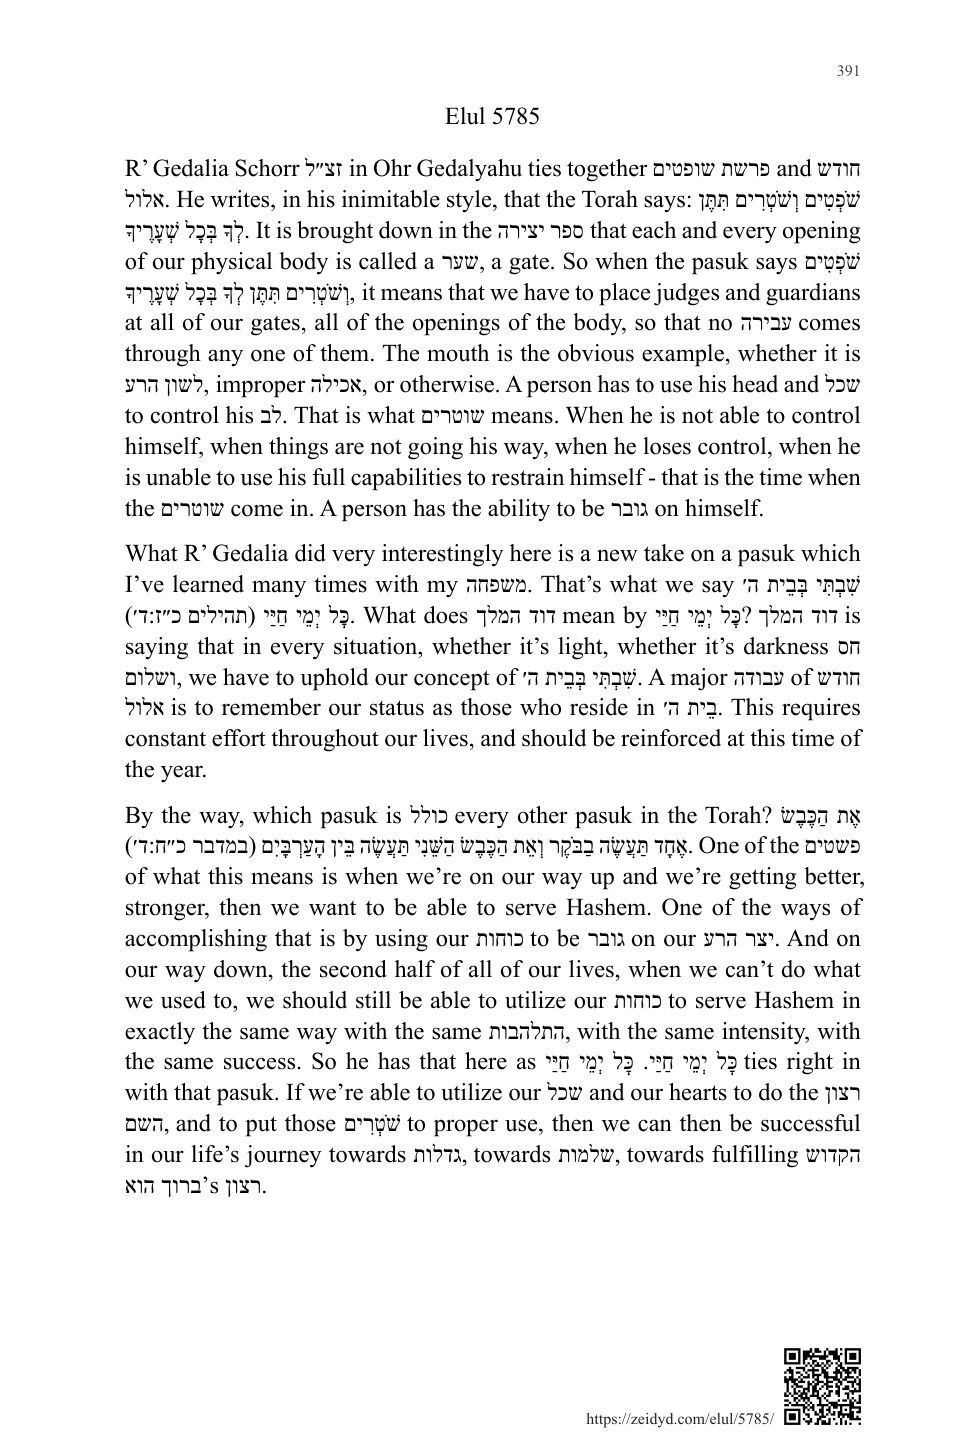 391
Elul 5785
R’ Gedalia Schorr זצ״ל in Ohr Gedalyahu ties together פרשת שופטים and חודש
אלול. He writes, in his inimitable style, that the Torah says: שֹׁפְטִים וְשֹׁטְרִים תִּתֶּן
לְךָ בְּכָל שְׁעָרֶיךָ. It is brought down in the ספר יצירה that each and every opening
of our physical body is called a שער, a gate. So when the pasuk says שֹׁפְטִים
וְשֹׁטְרִים תִּתֶּן לְךָ בְּכָל שְׁעָרֶיךָ, it means that we have to place judges and guardians
at all of our gates, all of the openings of the body, so that no עבירה comes
through any one of them. The mouth is the obvious example, whether it is
לשון הרע, improper אכילה, or otherwise. A person has to use his head and שכל
to control his לב. That is what שוטרים means. When he is not able to control
himself, when things are not going his way, when he loses control, when he
is unable to use his full capabilities to restrain himself - that is the time when
the שוטרים come in. A person has the ability to be גובר on himself.
What R’ Gedalia did very interestingly here is a new take on a pasuk which
I’ve learned many times with my משפחה. That’s what we say שִׁבְתִּי בְּבֵית ה׳
כָּל יְמֵי חַיַּי (תהילים כ״ז:ד׳). What does דוד המלך mean by כָּל יְמֵי חַיַּי? דוד המלך is
saying that in every situation, whether it’s light, whether it’s darkness חס
ושלום, we have to uphold our concept of שִׁבְתִּי בְּבֵית ה׳. A major עבודה of חודש
אלול is to remember our status as those who reside in בֵית ה׳. This requires
constant effort throughout our lives, and should be reinforced at this time of
the year.
By the way, which pasuk is כולל every other pasuk in the Torah? אֶת הַכֶּבֶשׂ
אֶחָד תַּעֲשֶׂה בַבֹּקֶר וְאֵת הַכֶּבֶשׂ הַשֵּׁנִי תַּעֲשֶׂה בֵּין הָעַרְבָּיִם (במדבר כ״ח:ד׳). One of the פשטים
of what this means is when we’re on our way up and we’re getting better,
stronger, then we want to be able to serve Hashem. One of the ways of
accomplishing that is by using our כוחות to be גובר on our יצר הרע. And on
our way down, the second half of all of our lives, when we can’t do what
we used to, we should still be able to utilize our כוחות to serve Hashem in
exactly the same way with the same התלהבות, with the same intensity, with
the same success. So he has that here as כָּל יְמֵי חַיַּי. כָּל יְמֵי חַיַּי ties right in
with that pasuk. If we’re able to utilize our שכל and our hearts to do the רצון
השם, and to put those שֹׁטְרִים to proper use, then we can then be successful
in our life’s journey towards גדלות, towards שלמות, towards fulfilling הקדוש
ברוך הוא’s רצון.
https://zeidyd.com/elul/5785/